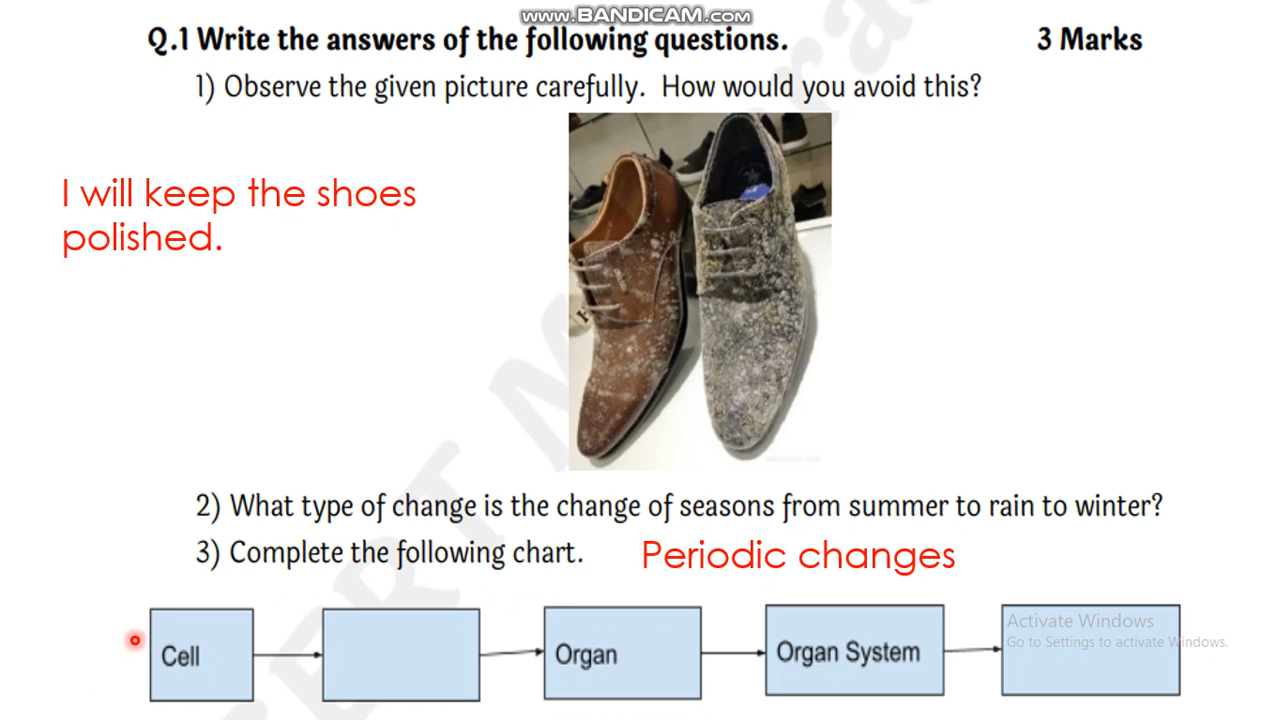 www.BANDICAM.com
Q.1 Write the answers of the following questions. 3 Marks
1) Observe the given picture carefully. How would you avoid this?
I will keep the shoes
polished.
2) What type of change is the change of seasons from summer to rain to winter?
3) Complete the following chart. Periodic changes
Cell Organ Organ System
Activate Windows
Go to Settings to activate Windows.